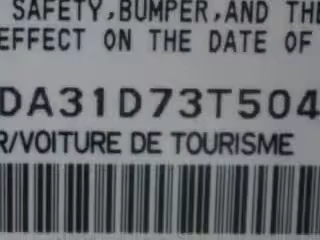 SAFETY,BUMPER,AND THE
EFFECT ON THE DATE OF
DA31D73T504
R/VOITURE DE TOURISME